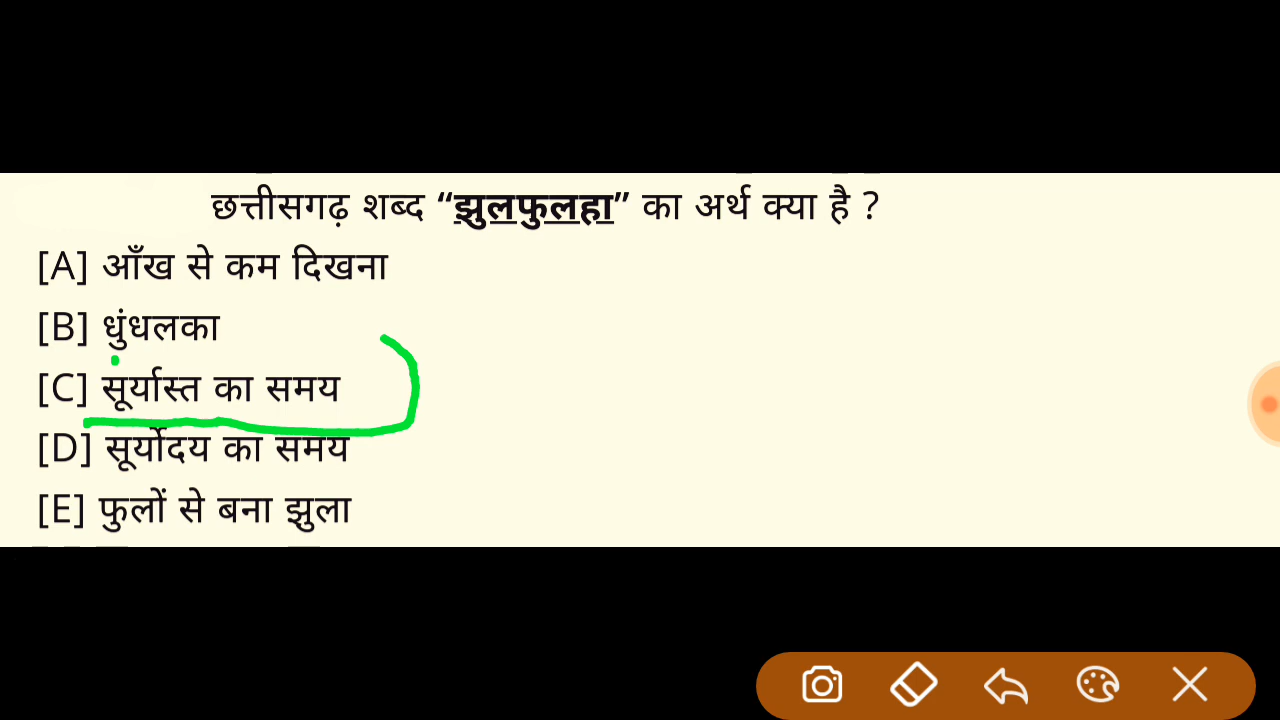 छत्तीसगढ़ शब्द “झुलफुलहा” का अर्थ क्या है ?
[A] आँख से कम दिखना
[B] धुंधलका
[C] सूर्यास्त का समय
[D] सूर्योदय का समय
[E] फुलों से बना झुला